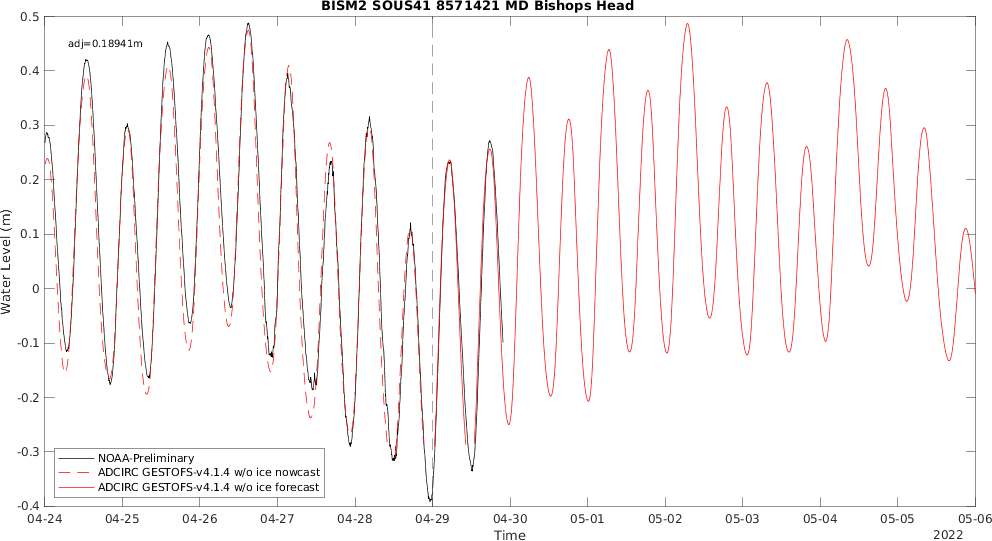 BISM2 SOUS41 8571421 MD Bishops Head
adj=0.18941m
0.5
0.4
0.3
0.2
0.1
0
-0.1
-0.2
-0.3
-0.4
Water Level (m)
NOAA-Preliminary
ADCIRC GESTOFS-v4.1.4 w/o ice nowcast
ADCIRC GESTOFS-v4.1.4 w/o ice forecast
04-24 04-25 04-26 04-27 04-28 04-29 04-30 05-01 05-02 05-03 05-04 05-05 05-06
Time
2022